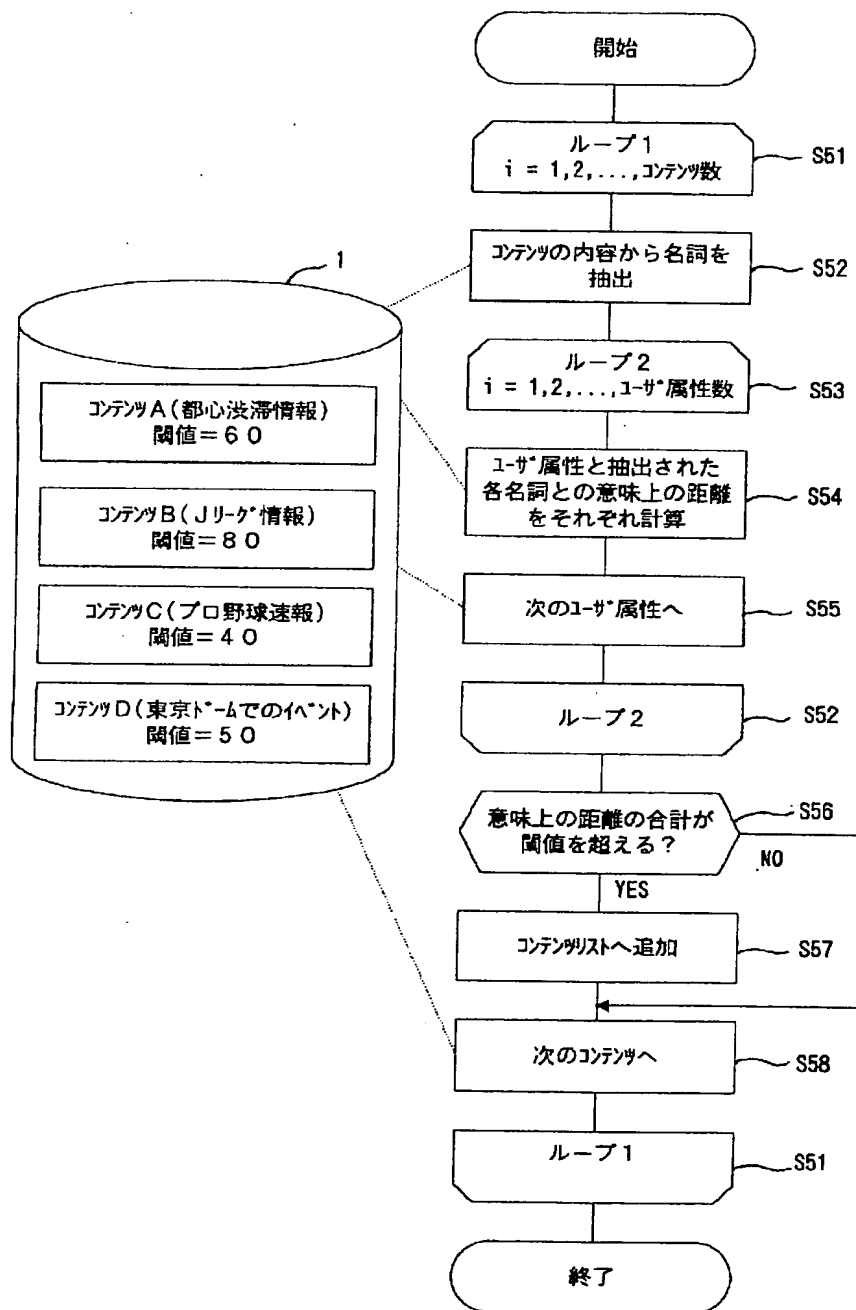 開始
ループ1
i = 1,2,...,コンテンツ数
S51
コンテンツの内容から名詞を
抽出
S52
ループ2
i = 1,2,...,ユーザ属性数
S53
ユーザ属性と抽出された
各名詞との意味上の距離
をそれぞれ計算
S54
次のユーザ属性へ
S55
ループ2
S52
意味上の距離の合計が
閾値を超える?
S56
NO
YES
コンテンツリストへ追加
S57
次のコンテンツへ
S58
ループ1
S51
終了
1
コンテンツA(都心渋滞情報)
閾値=60
コンテンツB(Jリーグ情報)
閾値=80
コンテンツC(プロ野球速報)
閾値=40
コンテンツD(東京ドームでのイベント)
閾値=50